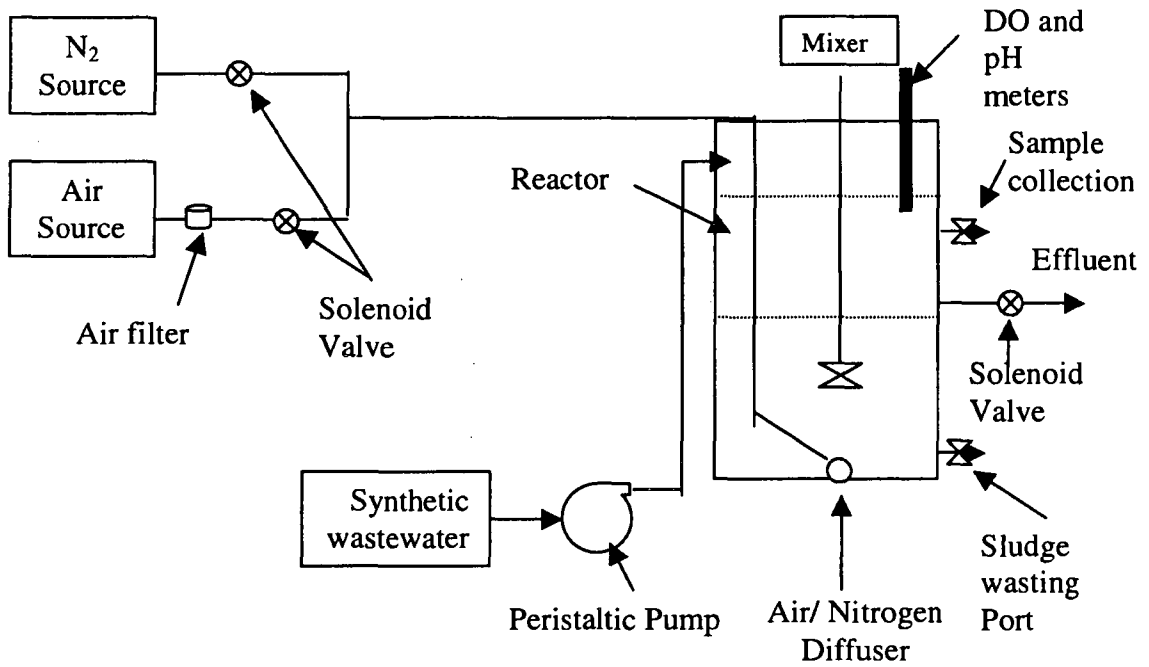 N₂
Source
Air
Source
Air filter
Solenoid
Valve
Mixer
DO and
pH
meters
Sample
collection
Reactor
Effluent
Solenoid
Valve
Synthetic
wastewater
Peristaltic Pump
Air/ Nitrogen
Diffuser
Sludge
wasting
Port